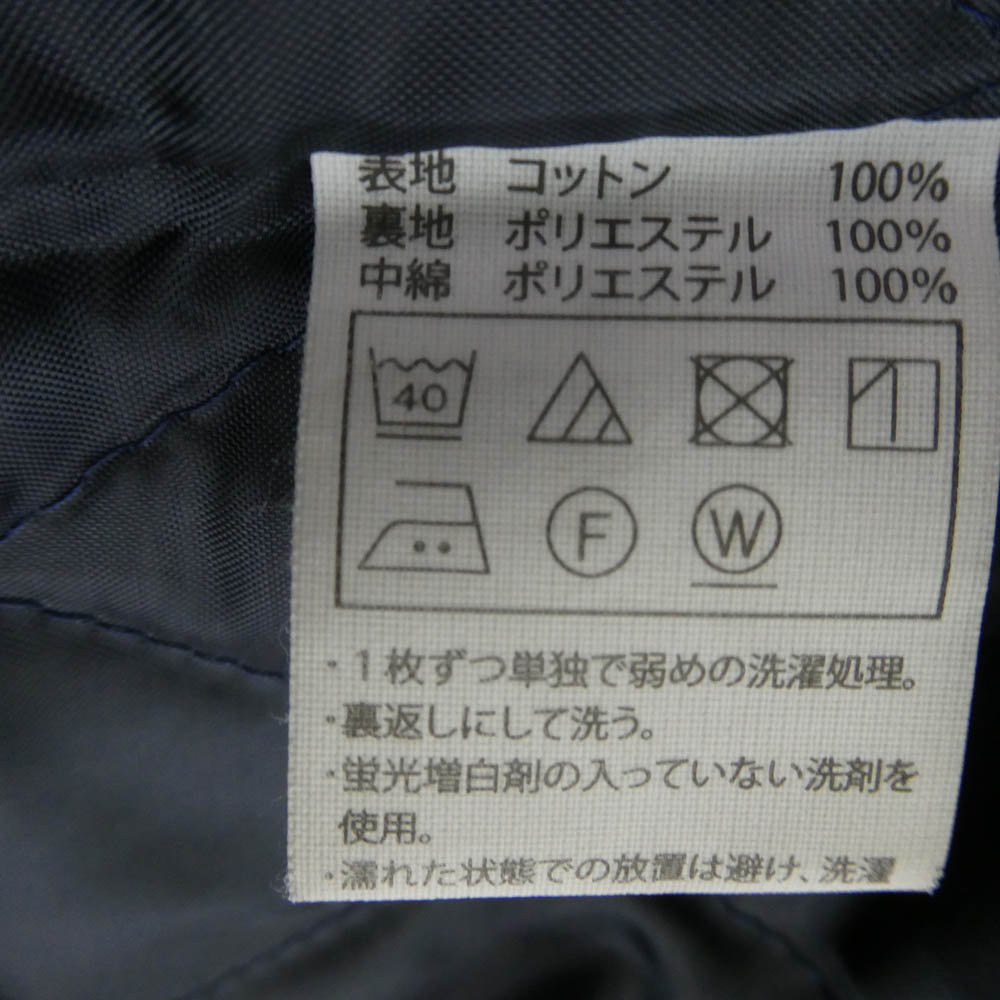 表地 コットン 100%
裏地 ポリエステル 100%
中綿 ポリエステル 100%
40
F W
・1枚ずつ単独で弱めの洗濯処理。
・裏返しにして洗う。
・蛍光増白剤の入っていない洗剤を
使用。
・濡れた状態での放置は避け、洗濯